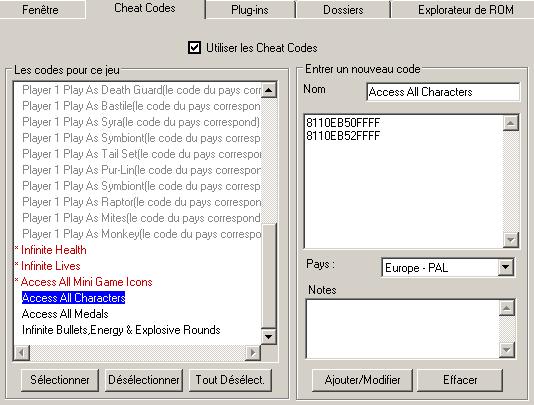 Fenêtre
Cheat Codes
Plug-ins
Dossiers
Explorateur de ROM
Utiliser les Cheat Codes
Les codes pour ce jeu
Player 1 Play As Death Guard(le code du pays corr
Player 1 Play As Bastile(le code du pays correspon
Player 1 Play As Syra(le code du pays correspond)
Player 1 Play As Symbiont(le code du pays corresp
Player 1 Play As Tail Set(le code du pays correspo
Player 1 Play As Pur-Lin(le code du pays correspor
Player 1 Play As Symbiont(le code du pays corresp
Player 1 Play As Raptor(le code du pays correspon
Player 1 Play As Mites(le code du pays correspond
Player 1 Play As Monkey(le code du pays correspon
* Infinite Health
* Infinite Lives
* Access All Mini Game Icons
Access All Characters
Access All Medals
Infinite Bullets,Energy & Explosive Rounds
Sélectionner
Désélectionner
Tout Désélect.
Entrer un nouveau code
Nom
Access All Characters
8110EB50FFFF
8110EB52FFFF
Pays :
Europe - PAL
Notes
Ajouter/Modifier
Effacer